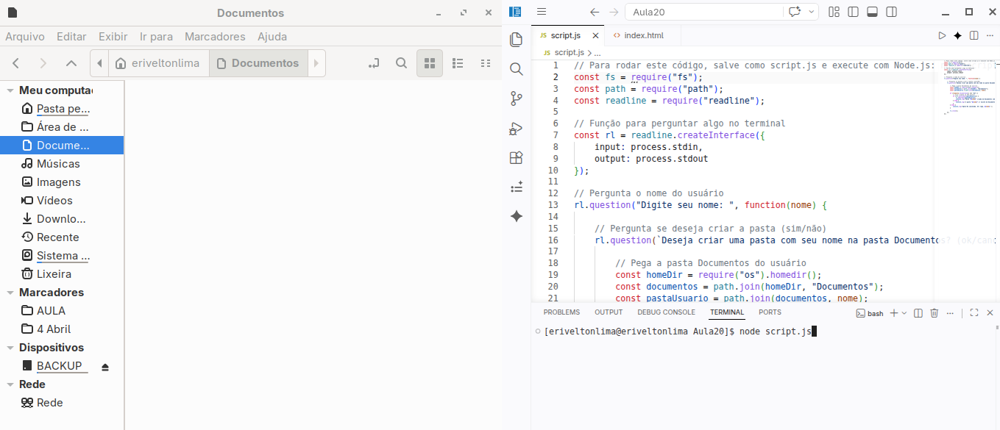 Documentos
Arquivo Editar Exibir Ir para Marcadores Ajuda
eriveltonlima Documentos
Meu computa
Pasta pe...
Área de ...
Docume...
Músicas
Imagens
Vídeos
Downlo...
Recente
Sistema ...
Lixeira
Marcadores
AULA
4 Abril
Dispositivos
BACKUP
Rede
Rede
Aula20
JS script.js <> index.html
JS script.js > ...
1 // Para rodar este código, salve como script.js e execute com Node.js:
2 const fs = require("fs");
3 const path = require("path");
4 const readline = require("readline");
5
6 // Função para perguntar algo no terminal
7 const rl = readline.createInterface({
8 input: process.stdin,
9 output: process.stdout
10 });
11
12 // Pergunta o nome do usuário
13 rl.question("Digite seu nome: ", function(nome) {
14
15 // Pergunta se deseja criar a pasta (sim/não)
16 rl.question(`Deseja criar uma pasta com seu nome na pasta Documentos? (ok/canc
17
18 // Pega a pasta Documentos do usuário
19 const homeDir = require("os").homedir();
20 const documentos = path.join(homeDir, "Documentos");
21 const pastaUsuario = path.join(documentos, nome);
PROBLEMS OUTPUT DEBUG CONSOLE TERMINAL PORTS
bash
[eriveltonlima@eriveltonlima Aula20]$ node script.js